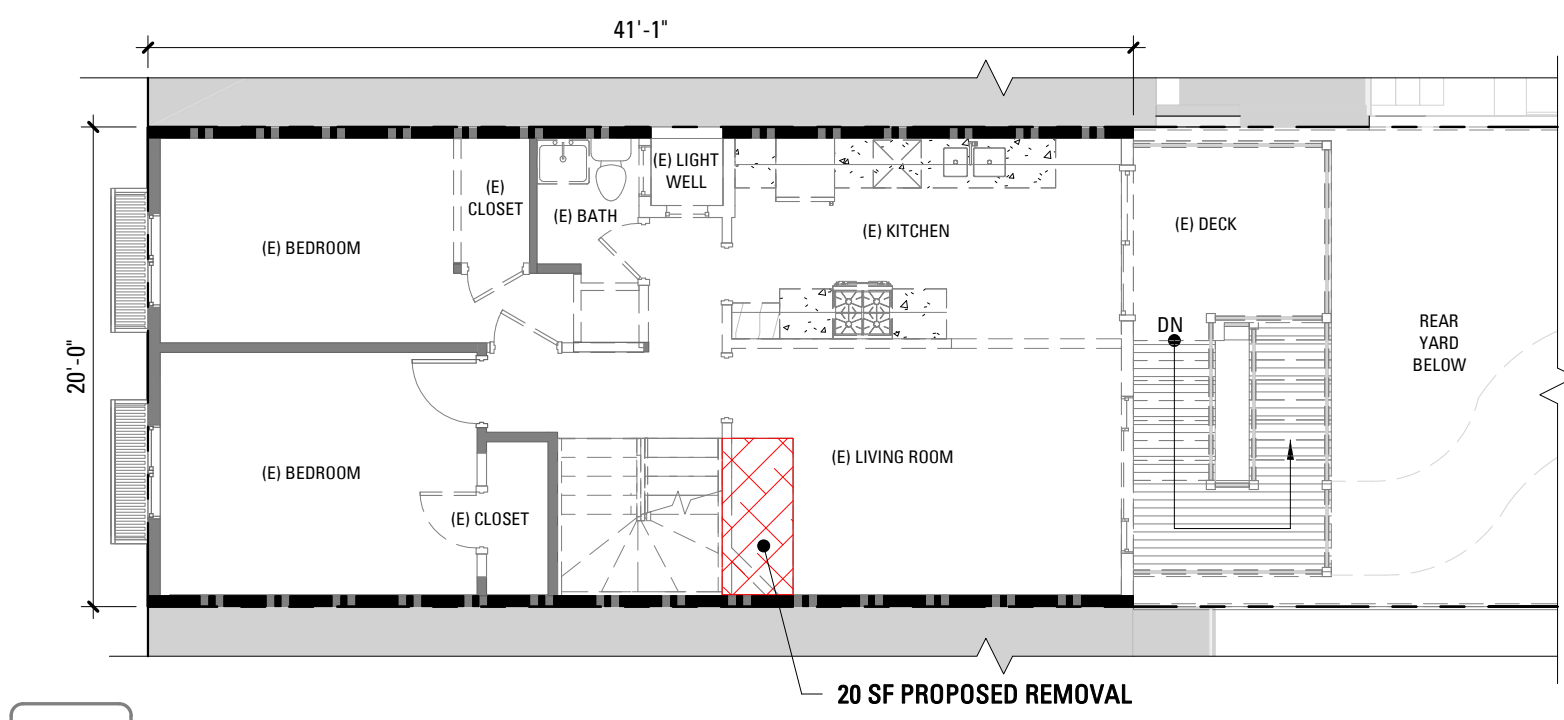 41'-1"
(E) LIGHT
WELL
(E)
CLOSET
(E) BATH
(E) DECK
(E) KITCHEN
(E) BEDROOM
DN
REAR
YARD
BELOW
20'-0"
(E) LIVING ROOM
(E) BEDROOM
(E) CLOSET
20 SF PROPOSED REMOVAL